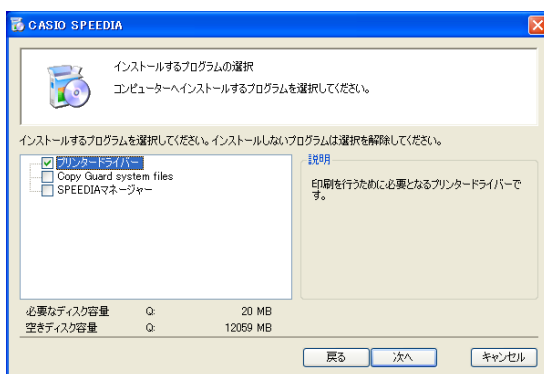 CASIO SPEEDIA
インストールするプログラムの選択
コンピューターへインストールするプログラムを選択してください。
インストールするプログラムを選択してください。インストールしないプログラムは選択を解除してください。
プリンタードライバー
Copy Guard system files
SPEEDIAマネージャー
説明
印刷を行うために必要となるプリンタードライバーで
す。
必要なディスク容量 Q: 20 MB
空きディスク容量 Q: 12059 MB
戻る 次へ キャンセル